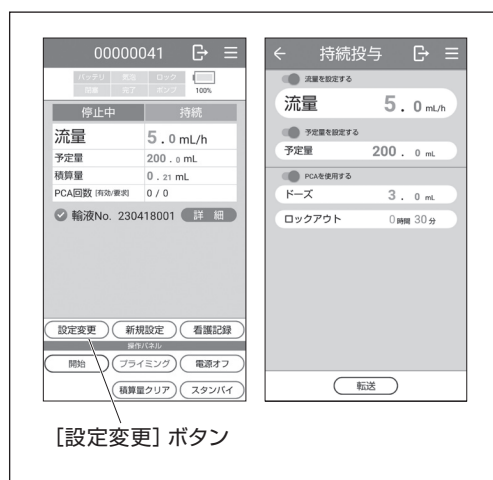 00000041
バッテリ 気泡 ロック
閉塞 完了 ポンプ 100%
停止中 持続
流量 5.0 mL/h
予定量 200.0 mL
積算量 0.21 mL
PCA回数 [有効/要求] 0 / 0
輸液No. 230418001 詳 細
設定変更 新規設定 看護記録
操作パネル
開始 プライミング 電源オフ
積算量クリア スタンバイ
[設定変更] ボタン
持続投与
流量を設定する
流量 5.0 mL/h
予定量を設定する
予定量 200.0 mL
PCAを使用する
ドーズ 3.0 mL
ロックアウト 0 時間 30 分
転送